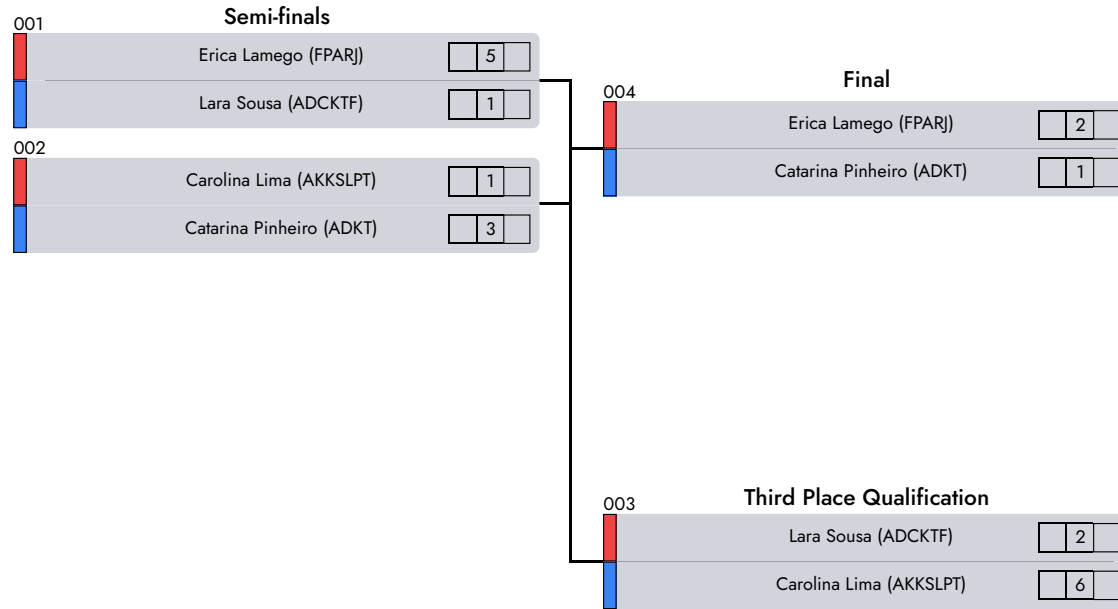 Semi-finals
001
Erica Lamego (FPARJ) 5
Lara Sousa (ADCKTF) 1
002
Carolina Lima (AKKSLPT) 1
Catarina Pinheiro (ADKT) 3
Final
004
Erica Lamego (FPARJ) 2
Catarina Pinheiro (ADKT) 1
Third Place Qualification
003
Lara Sousa (ADCKTF) 2
Carolina Lima (AKKSLPT) 6